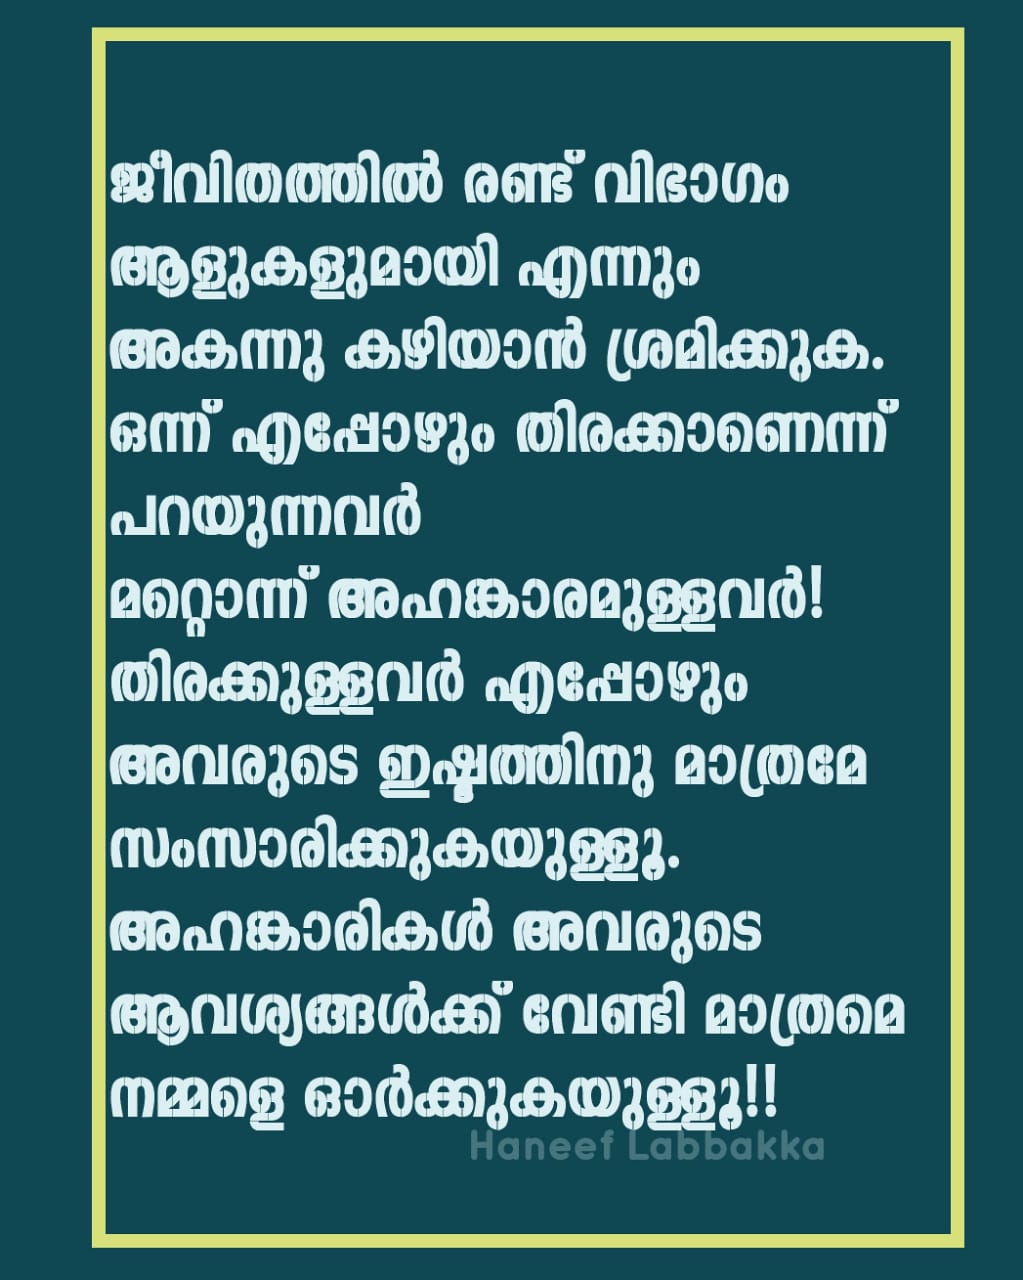 ജീവിതത്തിൽ രണ്ട് വിഭാഗം
ആളുകളുമായി എന്നും
അകന്നു കഴിയാൻ ശ്രമിക്കുക.
ഒന്ന് എപ്പോഴും തിരക്കാണെന്ന്
പറയുന്നവർ
മറ്റൊന്ന് അഹങ്കാരമുള്ളവർ!
തിരക്കുള്ളവർ എപ്പോഴും
അവരുടെ ഇഷ്ടത്തിനു മാത്രമേ
സംസാരിക്കുകയുള്ളൂ.
അഹങ്കാരികൾ അവരുടെ
ആവശ്യങ്ങൾക്ക് വേണ്ടി മാത്രമെ
നമ്മളെ ഓർക്കുകയുള്ളൂ!!
Haneef Labbakka